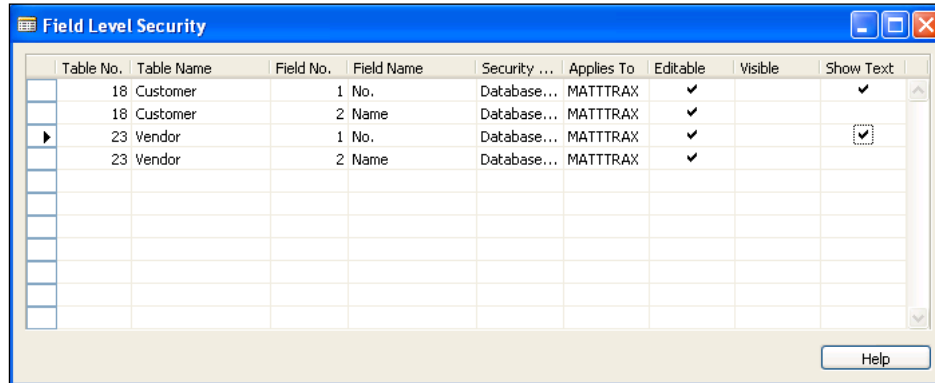 Field Level Security
Table No. Table Name Field No. Field Name Security ... Applies To Editable Visible Show Text
18 Customer 1 No. Database... MATTTRAX
18 Customer 2 Name Database... MATTTRAX
23 Vendor 1 No. Database... MATTTRAX
23 Vendor 2 Name Database... MATTTRAX
Help